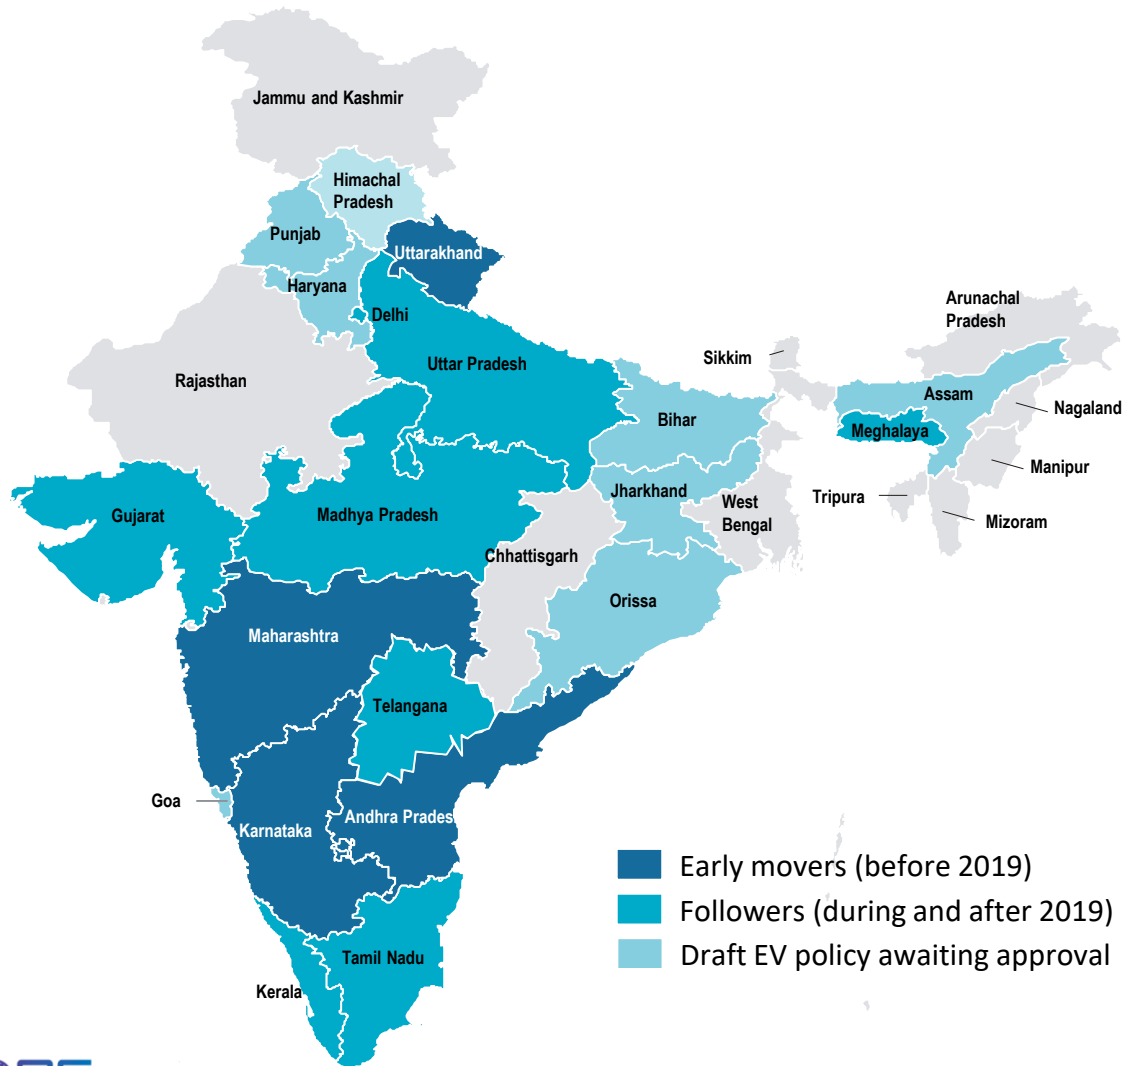 Jammu and Kashmir
Himachal
Pradesh
Punjab
Uttarakhand
Haryana
Delhi
Arunachal
Pradesh
Sikkim
Uttar Pradesh
Rajasthan
Assam
Nagaland
Bihar
Meghalaya
Manipur
Jharkhand
Tripura
West
Bengal
Gujarat
Madhya Pradesh
Mizoram
Chhattisgarh
Orissa
Maharashtra
Telangana
Goa
Andhra Prades
Karnataka
Early movers (before 2019)
Followers (during and after 2019)
Draft EV policy awaiting approval
Tamil Nadu
Kerala